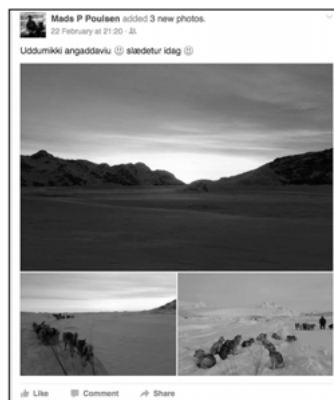 Mads P Poulsen added 3 new photos.
22 February at 21:20 ·
Uddumikki angaddaviu 🙂 slædetur idag 🙂
Like Comment Share